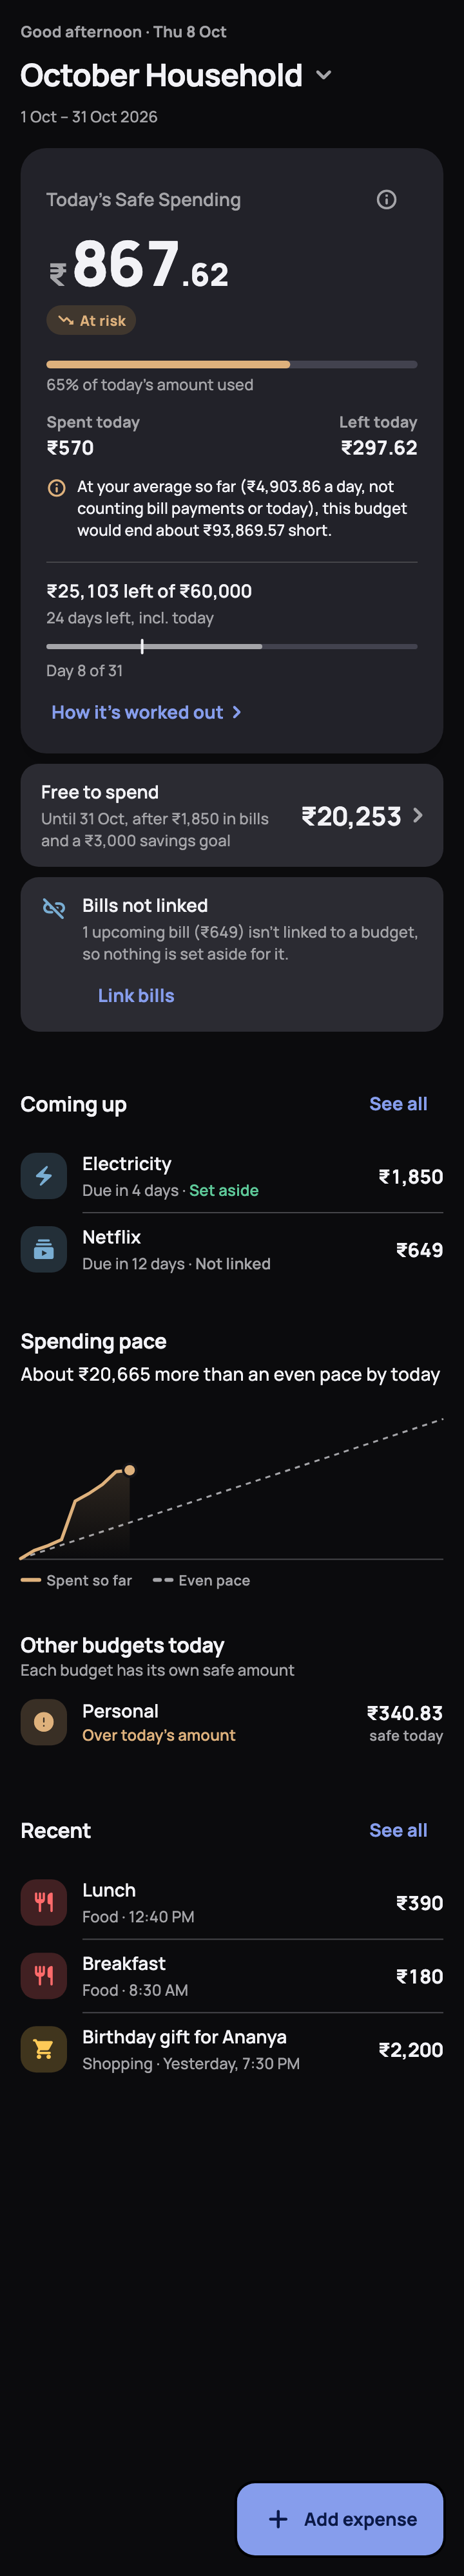 Good afternoon · Thu 8 Oct
October Household
1 Oct – 31 Oct 2026
Today's Safe Spending
₹867.62
At risk
65% of today's amount used
Spent today
₹570
Left today
₹297.62
At your average so far (₹4,903.86 a day, not
counting bill payments or today), this budget
would end about ₹93,869.57 short.
₹25,103 left of ₹60,000
24 days left, incl. today
Day 8 of 31
How it's worked out
Free to spend
Until 31 Oct, after ₹1,850 in bills
and a ₹3,000 savings goal
₹20,253
Bills not linked
1 upcoming bill (₹649) isn't linked to a budget,
so nothing is set aside for it.
Link bills
Coming up
See all
Electricity
Due in 4 days · Set aside
₹1,850
Netflix
Due in 12 days · Not linked
₹649
Spending pace
About ₹20,665 more than an even pace by today
Spent so far
Even pace
Other budgets today
Each budget has its own safe amount
Personal
Over today's amount
₹340.83
safe today
Recent
See all
Lunch
Food · 12:40 PM
₹390
Breakfast
Food · 8:30 AM
₹180
Birthday gift for Ananya
Shopping · Yesterday, 7:30 PM
₹2,200
Add expense